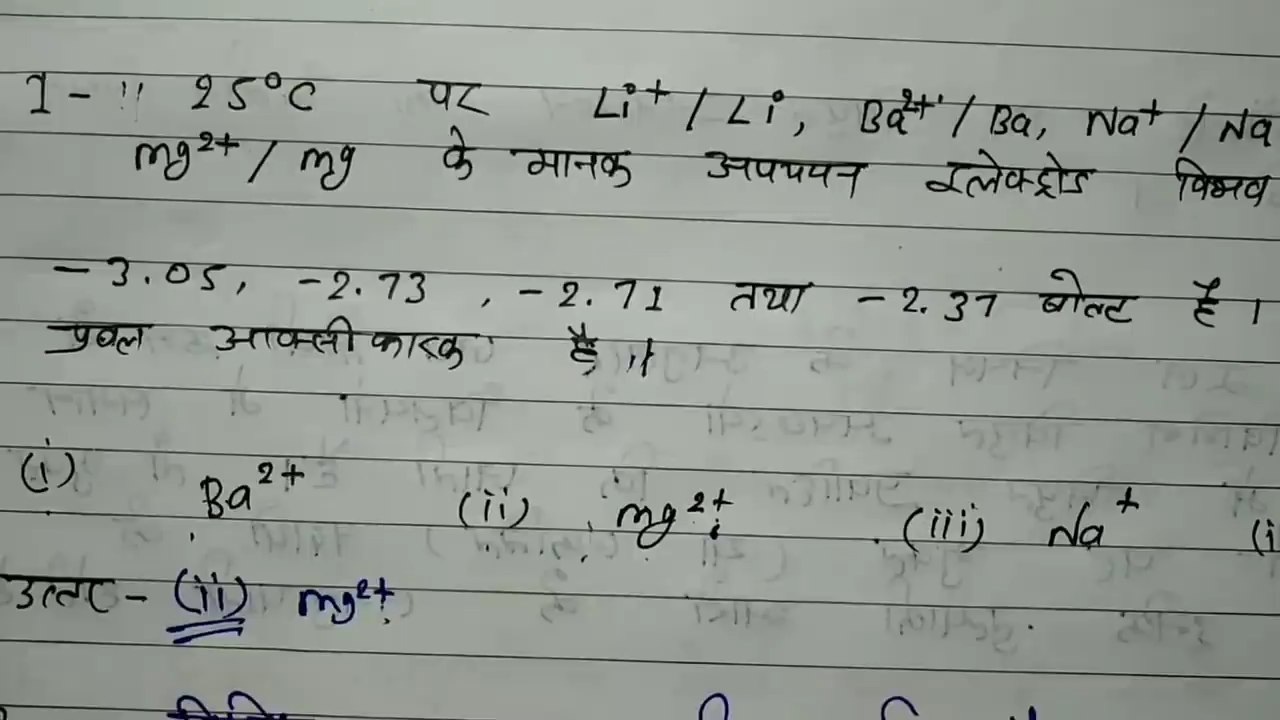 1- !! 25°C पर Li⁺/Li, Ba²⁺/Ba, Na⁺/Na
mg²⁺/mg के मानक अपचयन इलेक्ट्रोड विभव
-3.05, -2.73, -2.71 तथा -2.37 वोल्ट है।
प्रबल आक्सीकारक है।।
(i) Ba²⁺ (ii) mg²⁺ (iii) Na⁺ (i
उत्तर - (ii) mg²⁺